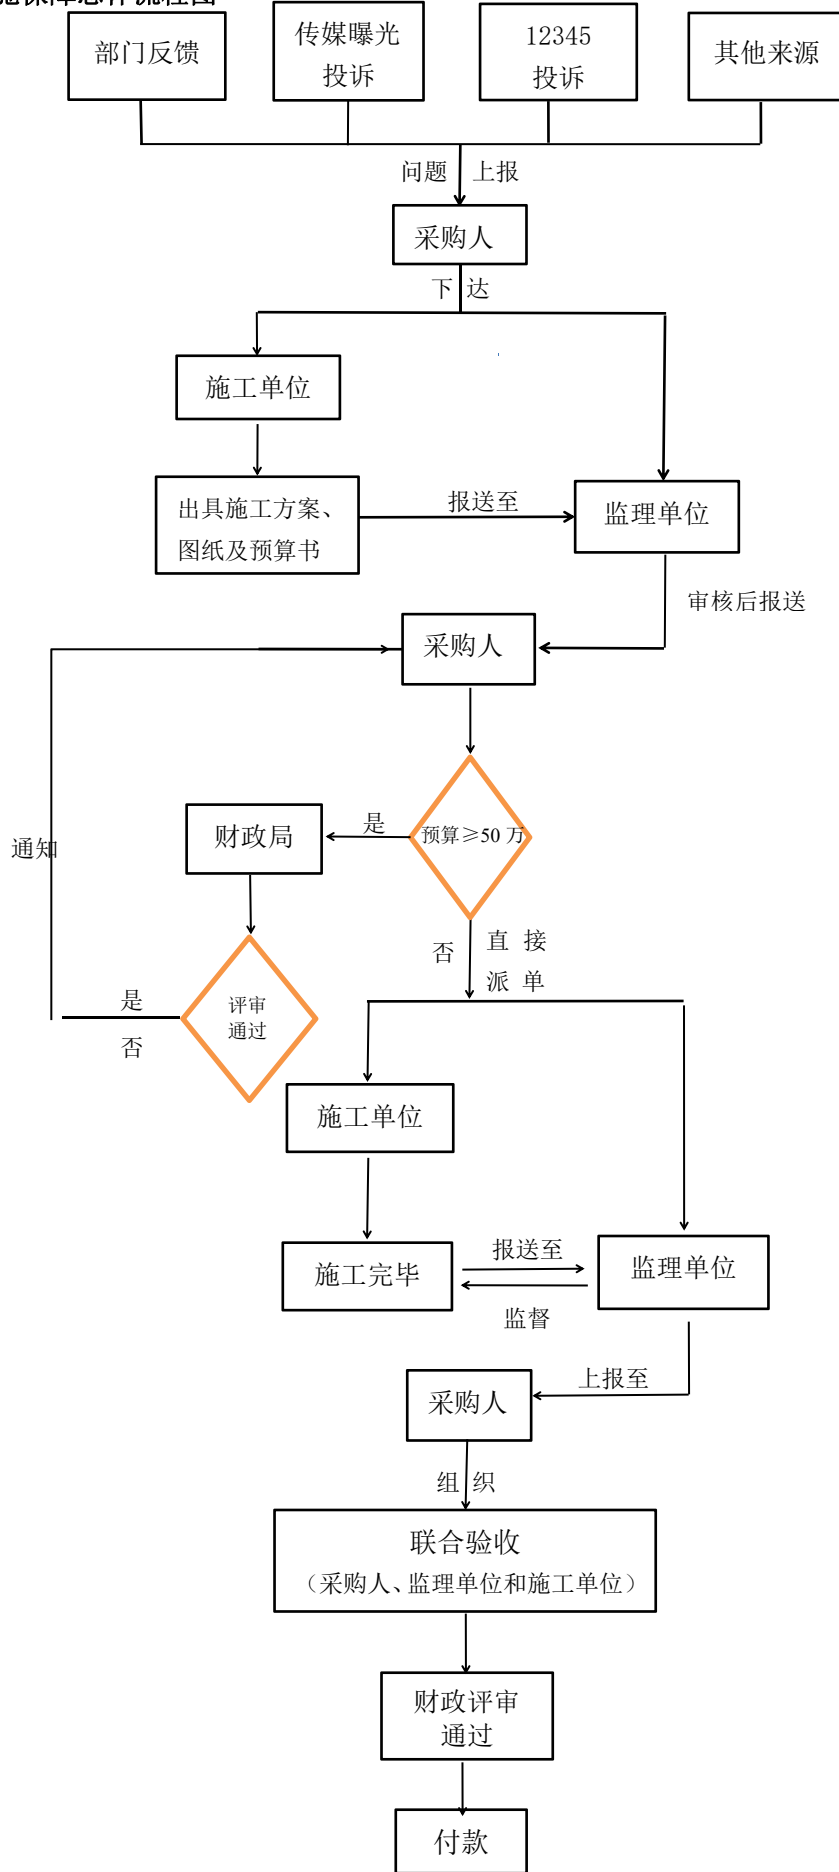 部门反馈
传媒曝光
投诉
12345
投诉
其他来源
问题 上报
采购人
下 达
施工单位
出具施工方案、
图纸及预算书
报送至
监理单位
审核后报送
采购人
通知
财政局
是
预算≥50 万
否
直 接
派 单
是
否
评审
通过
施工单位
施工完毕
报送至
监督
监理单位
上报至
采购人
组 织
联合验收
（采购人、监理单位和施工单位）
财政评审
通过
付款